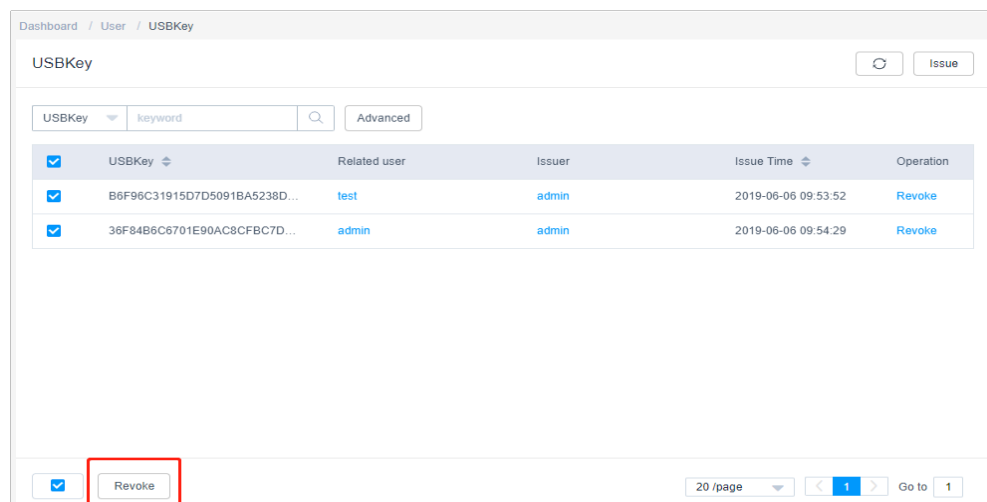 Dashboard / User / USBKey
USBKey Issue
USBKey keyword Advanced
USBKey Related user Issuer Issue Time Operation
B6F96C31915D7D5091BA5238D... test admin 2019-06-06 09:53:52 Revoke
36F84B6C6701E90AC8CFBC7D... admin admin 2019-06-06 09:54:29 Revoke
Revoke 20 /page < 1 > Go to 1